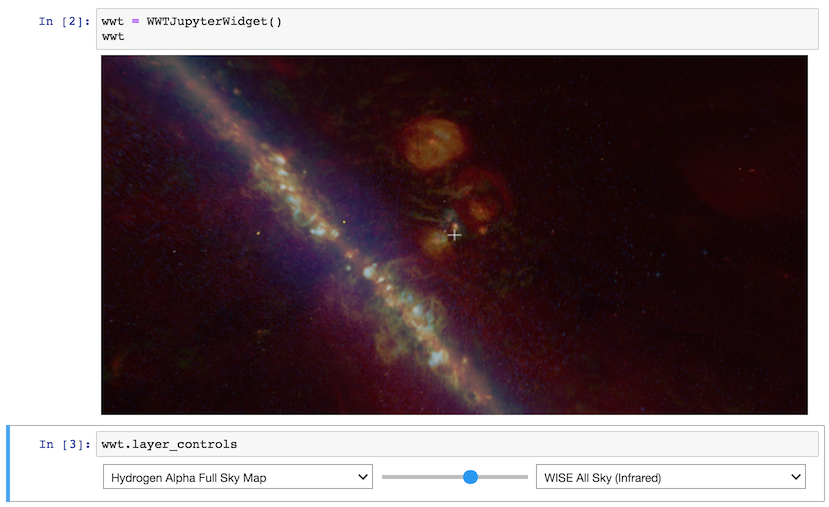 In [2]: wwt = WWTJupyterWidget()
wwt
In [3]: wwt.layer_controls
Hydrogen Alpha Full Sky Map WISE All Sky (Infrared)